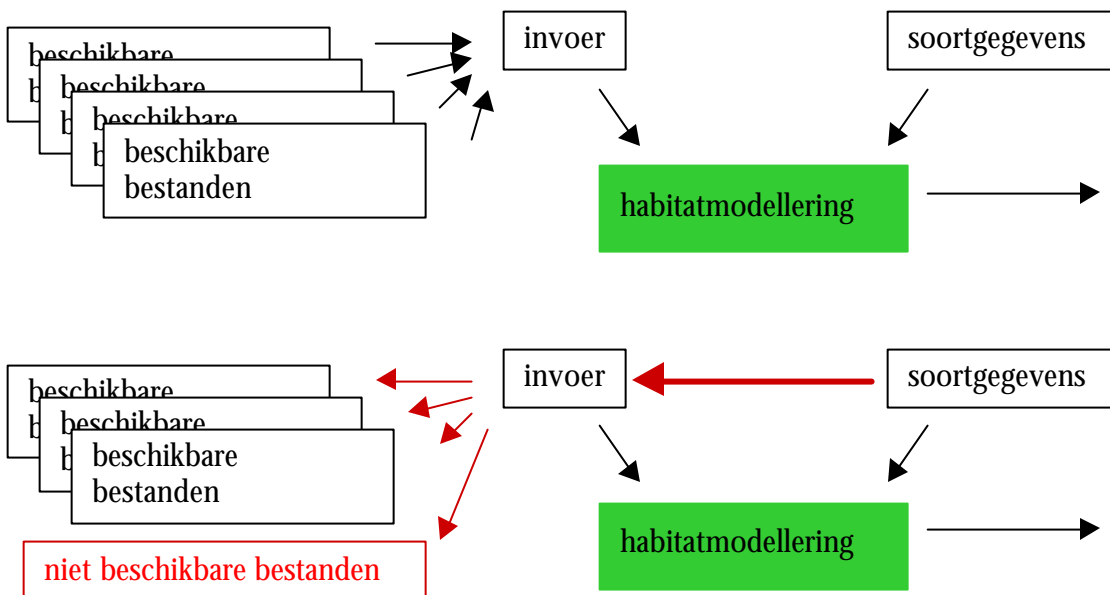 beschikbare
beschikbare
beschikbare
beschikbare
bestanden
invoer
soortgegevens
habitatmodellering
beschikbare
beschikbare
beschikbare
bestanden
invoer
soortgegevens
habitatmodellering
niet beschikbare bestanden